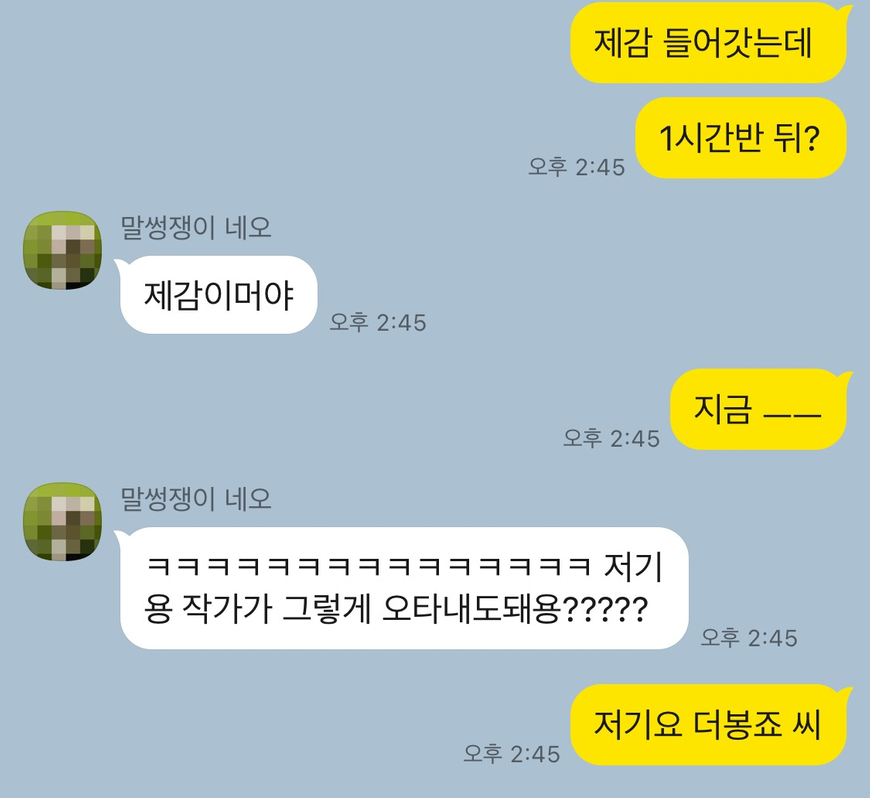 제감 들어갓는데
1시간반 뒤?
오후 2:45
말썽쟁이 네오
제감이머야
오후 2:45
지금 ㅡㅡ
오후 2:45
말썽쟁이 네오
ㅋㅋㅋㅋㅋㅋㅋㅋㅋㅋㅋㅋㅋㅋㅋ 저기
용 작가가 그렇게 오타내도돼용?????
오후 2:45
저기요 더봉죠 씨
오후 2:45